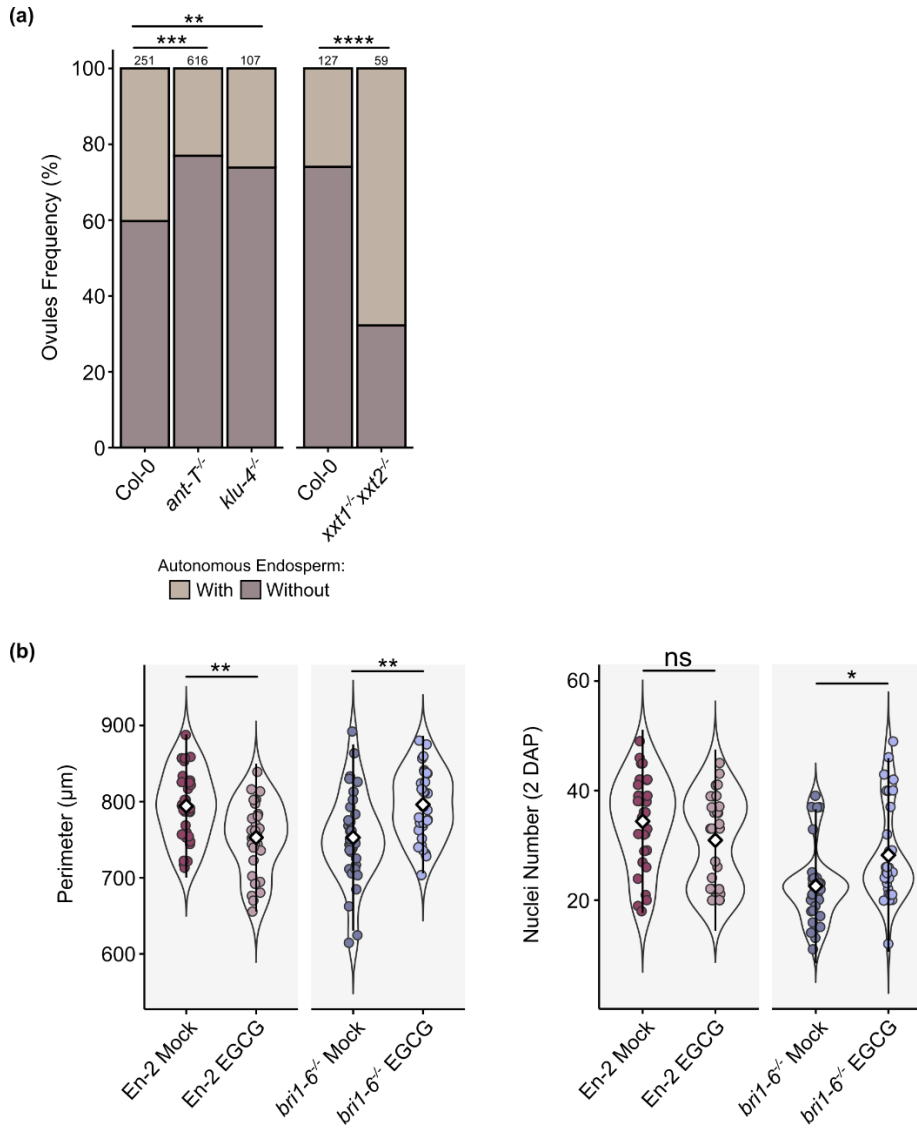 (a)
** 
*** ****
251 616 107 127 59
100
80
60
40
20
0
Ovules Frequency (%)
Col-0 ant-T-/- klu-4-/- Col-0 xxt1-/- xxt2-/-
Autonomous Endosperm:
With Without
(b)
** ** ns *
Perimeter (μm)
900
800
700
600
En-2 Mock En-2 EGCG bri1-6-/- Mock bri1-6-/- EGCG
Nuclei Number (2 DAP)
60
40
20
En-2 Mock En-2 EGCG bri1-6-/- Mock bri1-6-/- EGCG